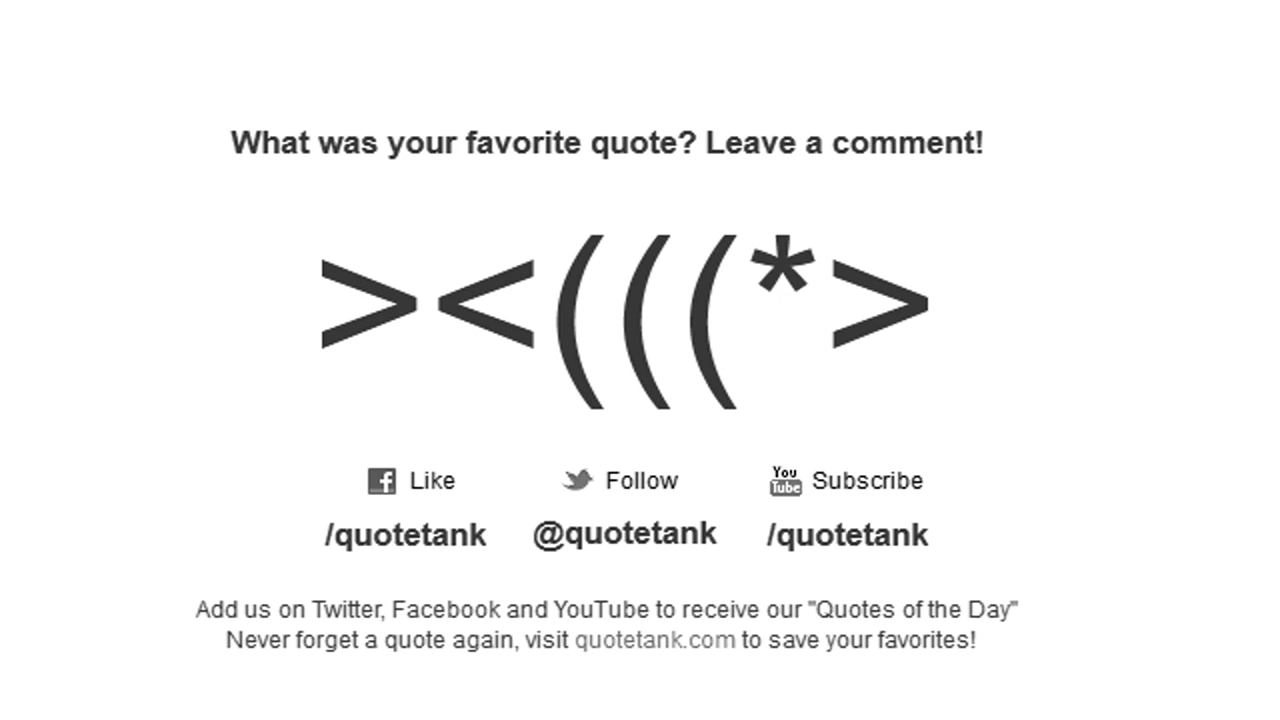 What was your favorite quote? Leave a comment!
><(((*>
f Like Follow You Tube Subscribe
/quotetank @quotetank /quotetank
Add us on Twitter, Facebook and YouTube to receive our "Quotes of the Day"
Never forget a quote again, visit quotetank.com to save your favorites!